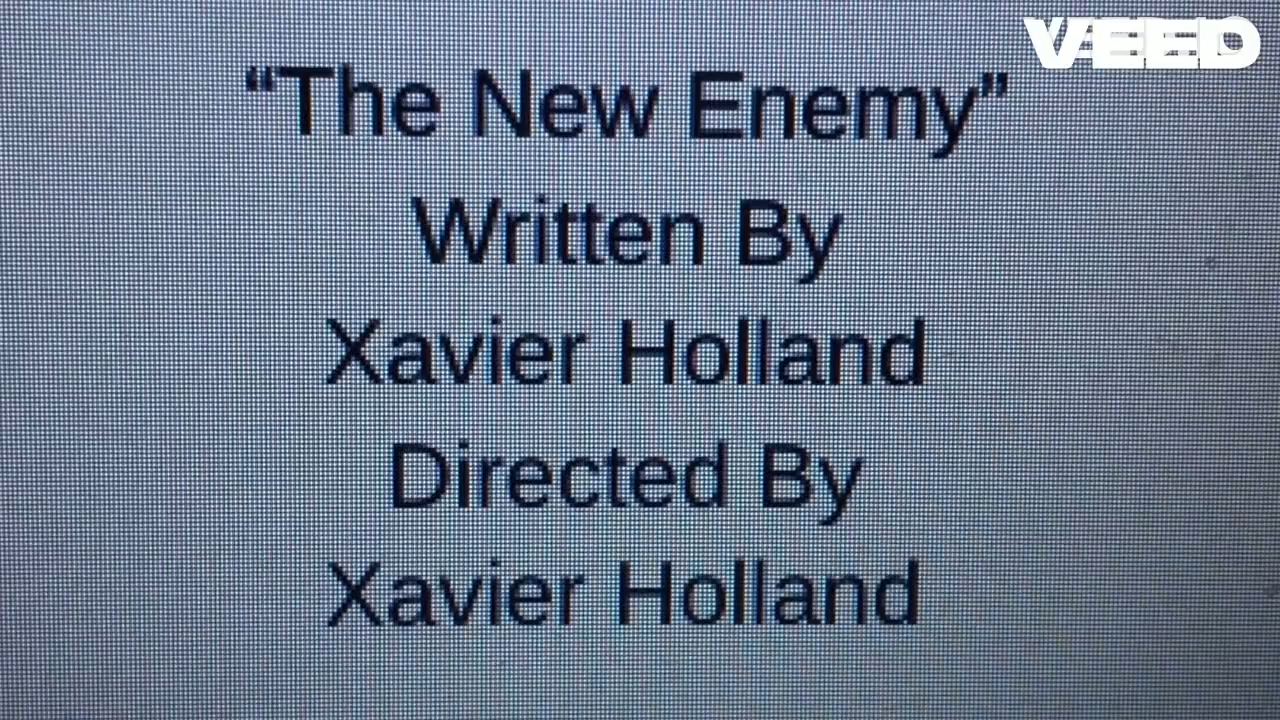 VEED
“The New Enemy”
Written By
Xavier Holland
Directed By
Xavier Holland